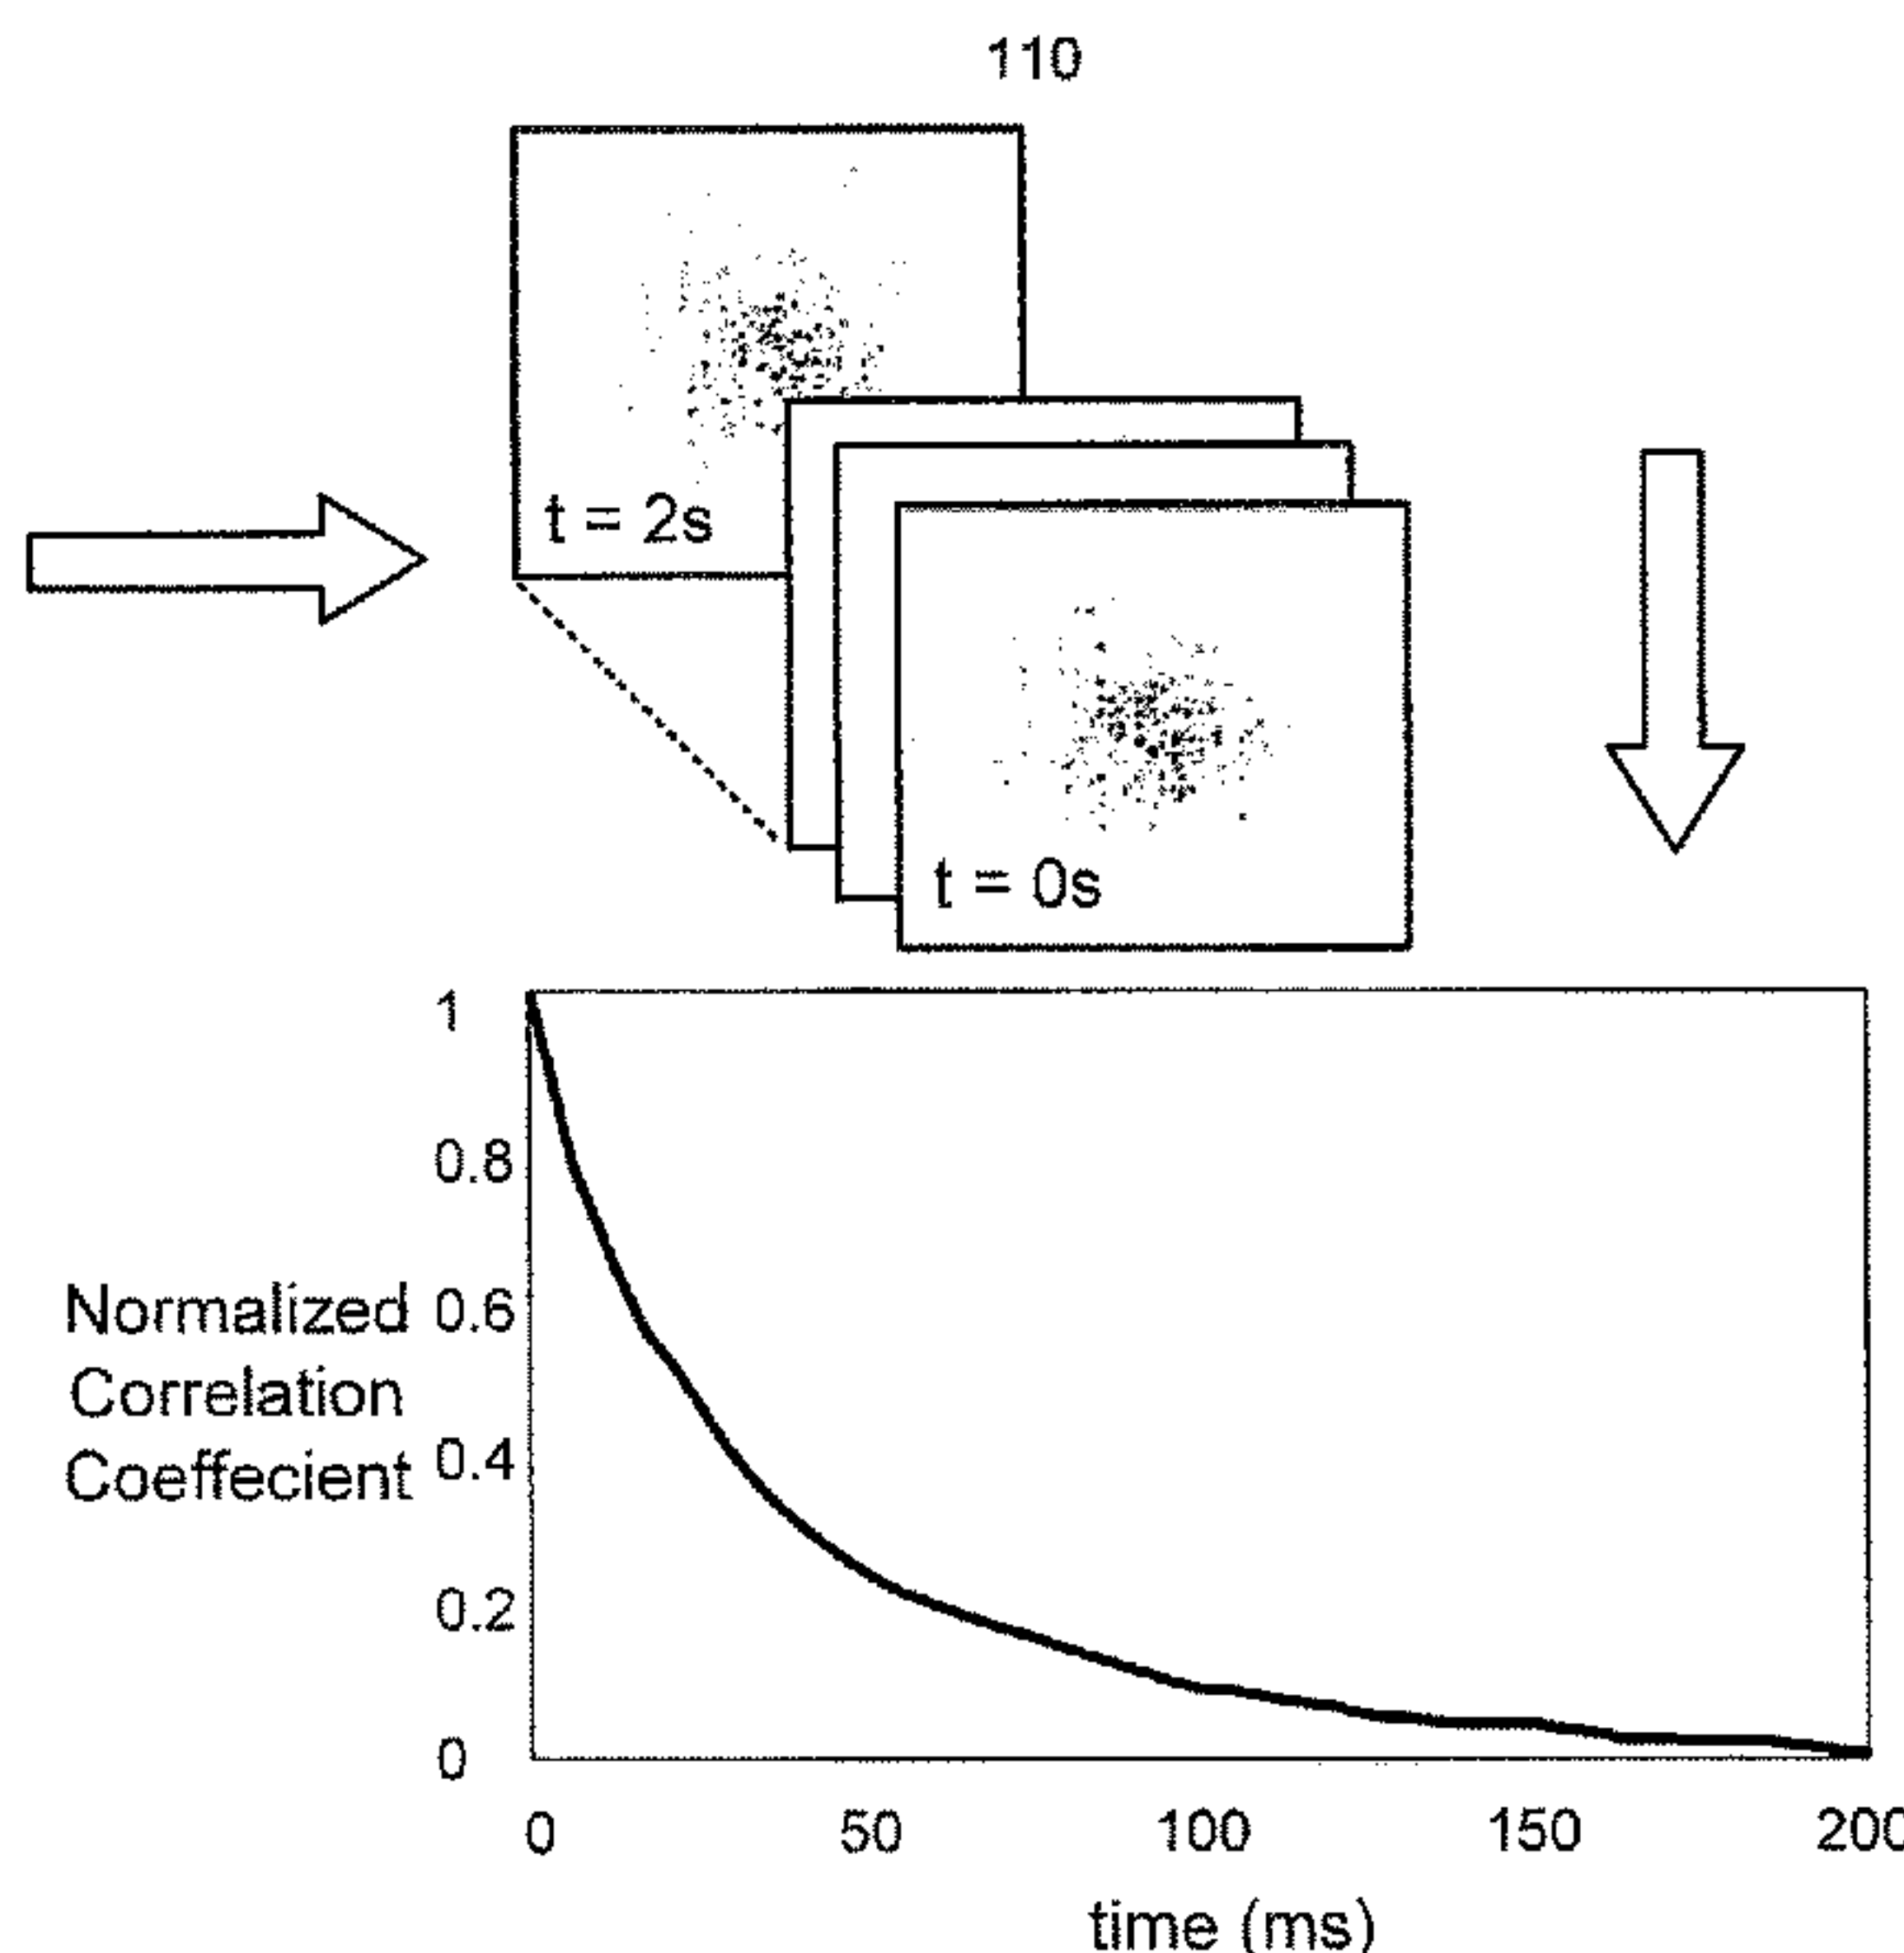 110
t = 2s
t = 0s
1
0.8
Normalized 0.6
Correlation
Coeffecient 0.4
0.2
0
0 50 100 150 200
time (ms)